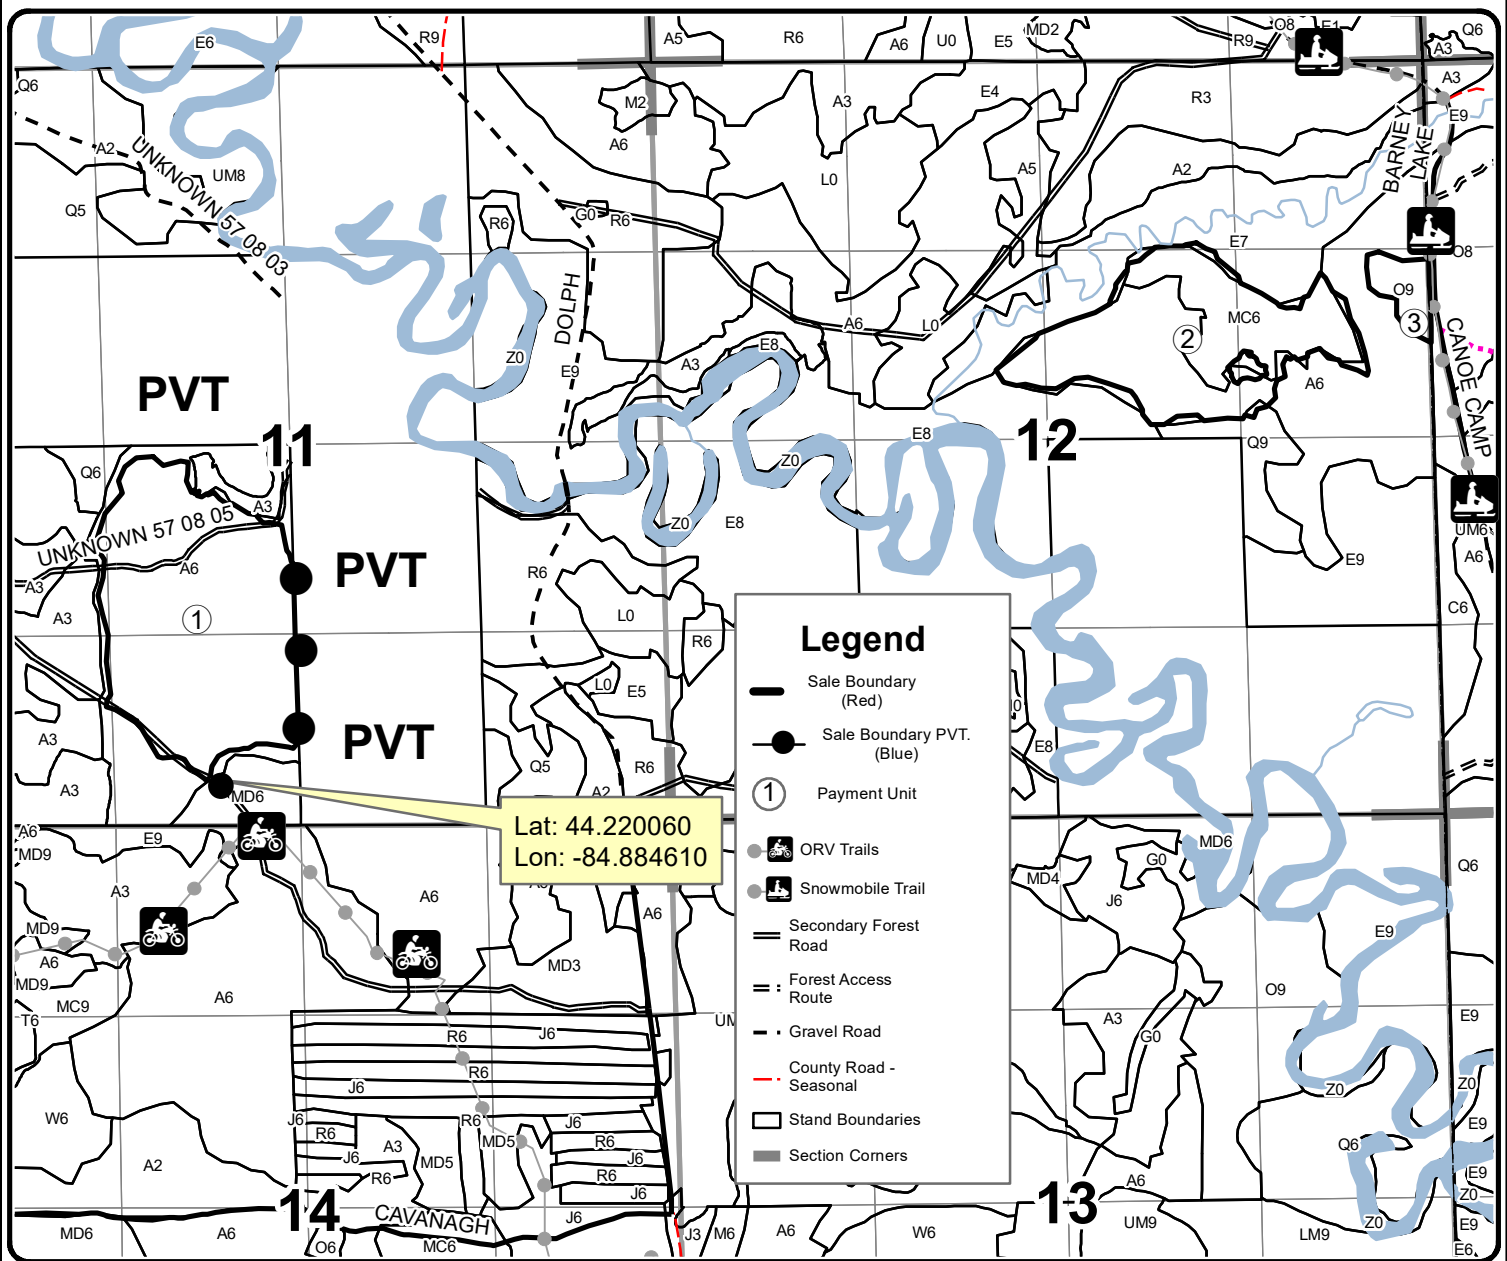 E6
R9
A5
R6
A6
U0
E5
MD2
R9
O8
E1
Q6
A3
Q6
A3
M2
A3
E4
R3
E9
A6
A2
UNKNOWN 57 08 03
UM8
Q5
L0
A5
A2
BARNEY
LAKE
R6
G0
R6
E7
O8
DOLPH
O9
Z0
E9
A3
E8
A6
L0
2
MC6
3
CANOE CAMP
A6
PVT
11
12
E8
Q9
Q6
Z0
A3
UNKNOWN 57 08 05
A6
Z0
E8
UM6
A6
E9
PVT
R6
A3
A3
1
L0
R6
C6
L0
E5
A3
PVT
Q5
R6
A2
E8
A3
MD6
Lat: 44.220060
Lon: -84.884610
Legend
Sale Boundary
(Red)
Sale Boundary PVT.
(Blue)
1
Payment Unit
ORV Trails
Snowmobile Trail
Secondary Forest
Road
Forest Access
Route
Gravel Road
County Road -
Seasonal
Stand Boundaries
Section Corners
A6
MD9
E9
A3
A6
A6
MD9
A6
MD9
MC9
T6
A6
MD3
MD6
G0
MD4
J6
Q6
E9
O9
A3
G0
E9
R6
J6
R6
J6
W6
J6
R6
J6
R6
A3
MD5
R6
MD5
J6
R6
J6
R6
J6
J6
A2
Z0
Z0
E9
Q6
E9
Z0
A6
14
13
CAVANAGH
MD6
A6
O6
MC6
J3
M6
A6
W6
UM9
LM9
Z0
E9
E6